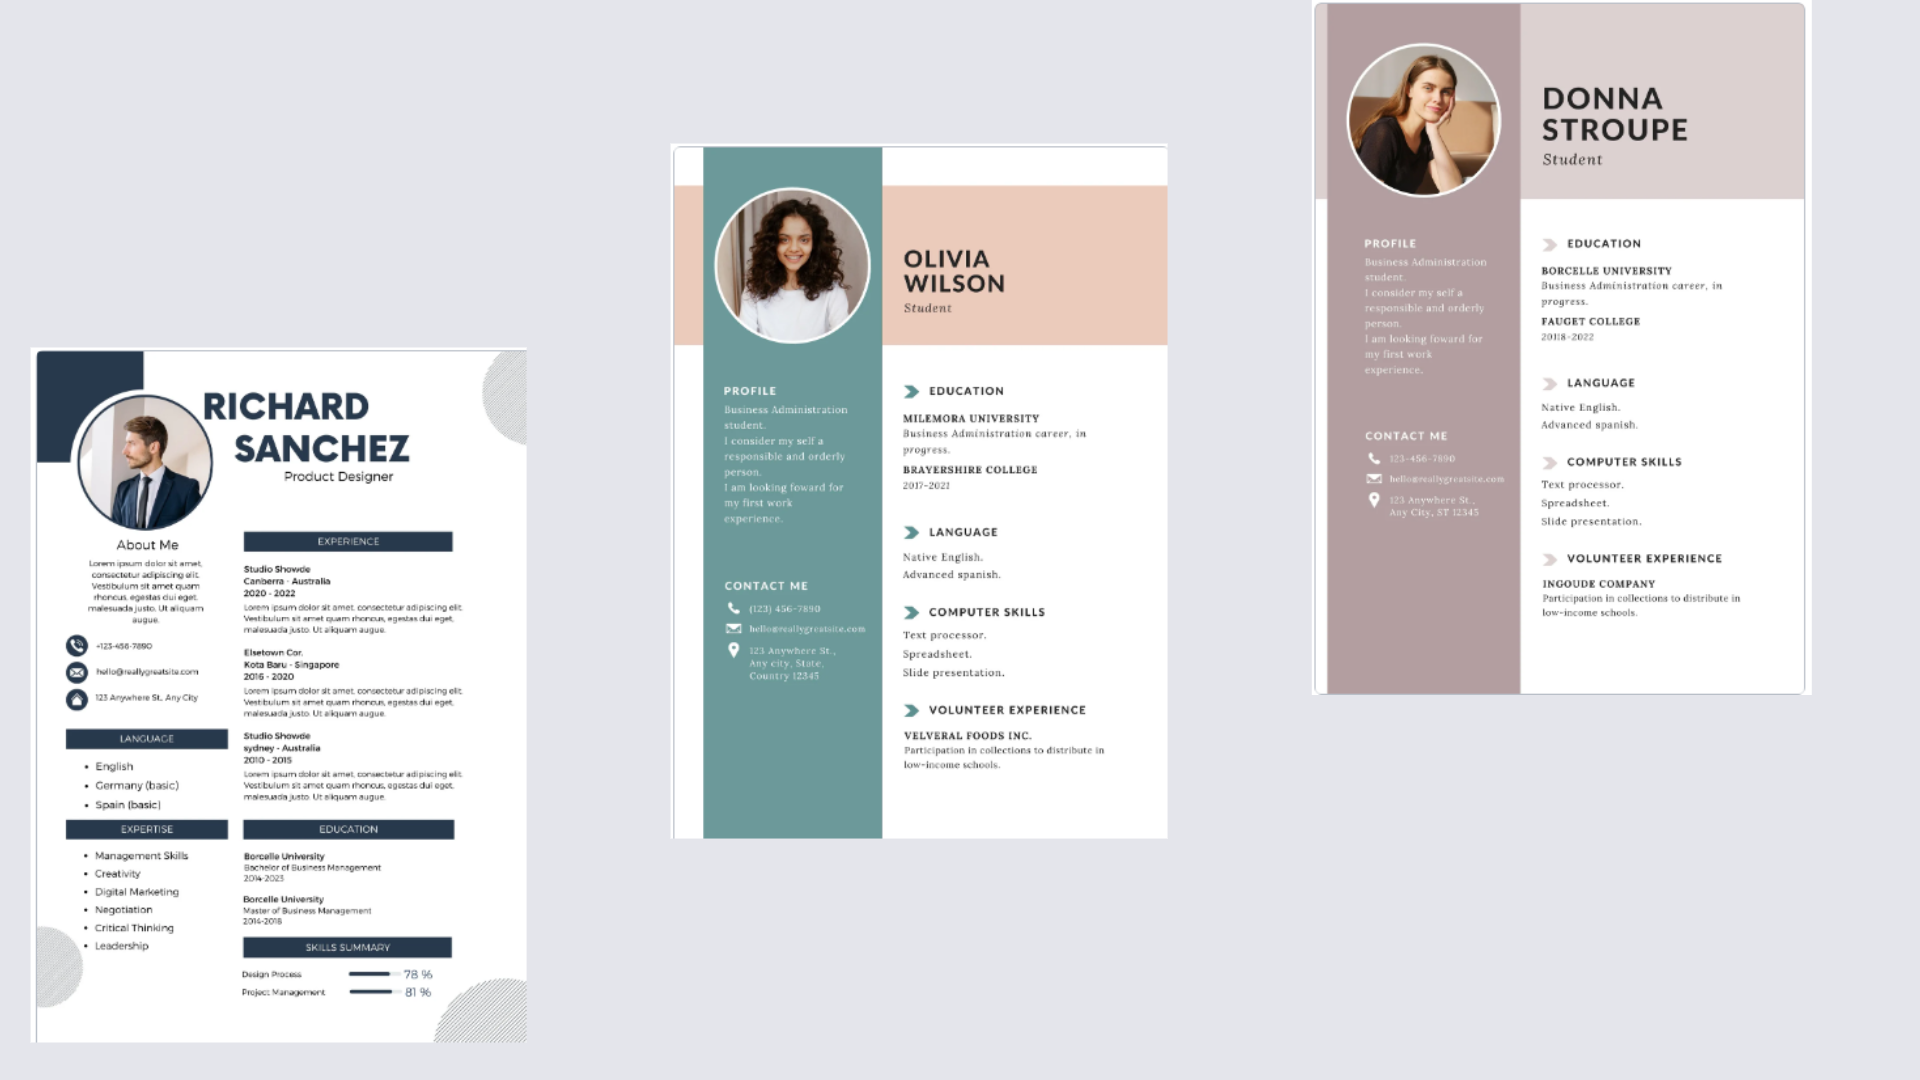 RICHARD
SANCHEZ
Product Designer
About Me
Lorem ipsum dolor sit amet,
consectetur adipiscing elit.
Vestibulum sit amet quam
rhoncus, egestas dui eget,
malesuada justo. Ut aliquam
augue.
+123-456-7890
hello@reallygreatsite.com
123 Anywhere St., Any City
LANGUAGE
• English
• Germany (basic)
• Spain (basic)
EXPERTISE
• Management Skills
• Creativity
• Digital Marketing
• Negotiation
• Critical Thinking
• Leadership
EXPERIENCE
Studio Showde
Canberra - Australia
2020 - 2022
Lorem ipsum dolor sit amet, consectetur adipiscing elit.
Vestibulum sit amet quam rhoncus, egestas dui eget,
malesuada justo. Ut aliquam augue.
Elsetown Cor.
Kota Baru - Singapore
2016 - 2020
Lorem ipsum dolor sit amet, consectetur adipiscing elit.
Vestibulum sit amet quam rhoncus, egestas dui eget,
malesuada justo. Ut aliquam augue.
Studio Showde
sydney - Australia
2010 - 2015
Lorem ipsum dolor sit amet, consectetur adipiscing elit.
Vestibulum sit amet quam rhoncus, egestas dui eget,
malesuada justo. Ut aliquam augue.
EDUCATION
Borcelle University
Bachelor of Business Management
2014-2023
Borcelle University
Master of Business Management
2014-2018
SKILLS SUMMARY
Design Process 78 %
Project Management 81 %
OLIVIA
WILSON
Student
PROFILE
Business Administration
student.
I consider my self a
responsible and orderly
person.
I am looking foward for
my first work
experience.
CONTACT ME
(123) 456-7890
hello@reallygreatsite.com
123 Anywhere St.,
Any city, State,
Country 12345
EDUCATION
MILEMORA UNIVERSITY
Business Administration career, in
progress.
BRAYERSHIRE COLLEGE
2017-2021
LANGUAGE
Native English.
Advanced spanish.
COMPUTER SKILLS
Text processor.
Spreadsheet.
Slide presentation.
VOLUNTEER EXPERIENCE
VELVERAL FOODS INC.
Participation in collections to distribute in
low-income schools.
DONNA
STROUPE
Student
PROFILE
Business Administration
student.
I consider my self a
responsible and orderly
person.
I am looking foward for
my first work
experience.
CONTACT ME
123-456-7890
hello@reallygreatsite.com
123 Anywhere St.,
Any City, ST 12345
EDUCATION
BORCELLE UNIVERSITY
Business Administration career, in
progress.
FAUGET COLLEGE
20118-2022
LANGUAGE
Native English.
Advanced spanish.
COMPUTER SKILLS
Text processor.
Spreadsheet.
Slide presentation.
VOLUNTEER EXPERIENCE
INGOUDE COMPANY
Participation in collections to distribute in
low-income schools.